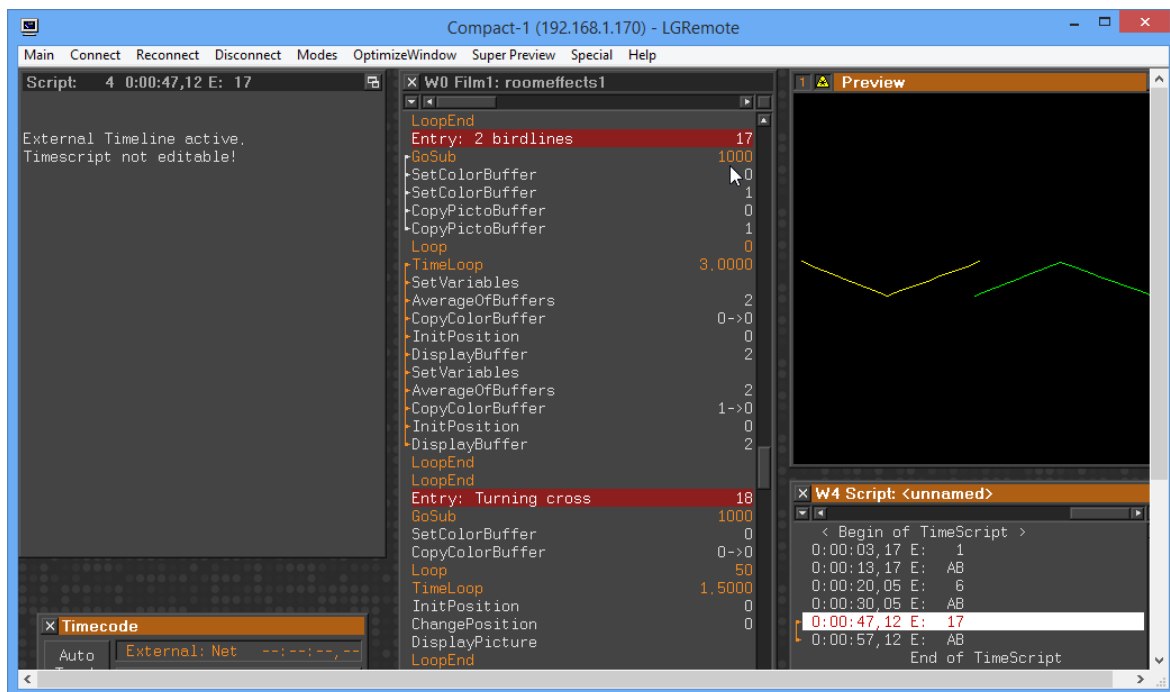 Compact-1 (192.168.1.170) - LGRemote
Main Connect Reconnect Disconnect Modes OptimizeWindow Super Preview Special Help
Script: 4 0:00:47,12 E: 17
External Timeline active,
Timescript not editable!
W0 Film1: roomeffects1
LoopEnd
Entry: 2 birdlines 17
GoSub 1000
SetColorBuffer 0
SetColorBuffer 1
CopyPictoBuffer 0
CopyPictoBuffer 1
Loop 0
TimeLoop 3,0000
SetVariables
AverageOfBuffers 2
CopyColorBuffer 0->0
InitPosition 0
DisplayBuffer 2
SetVariables
AverageOfBuffers 2
CopyColorBuffer 1->0
InitPosition 0
DisplayBuffer 2
LoopEnd
LoopEnd
Entry: Turning cross 18
GoSub 1000
SetColorBuffer 0
CopyColorBuffer 0->0
Loop 50
TimeLoop 1,5000
InitPosition 0
ChangePosition 0
DisplayPicture
LoopEnd
1 Preview
W4 Script: <unnamed>
< Begin of TimeScript >
0:00:03,17 E: 1
0:00:13,17 E: AB
0:00:20,05 E: 6
0:00:30,05 E: AB
0:00:47,12 E: 17
0:00:57,12 E: AB
End of TimeScript
Timecode
Auto
External: Net --:--:--,--